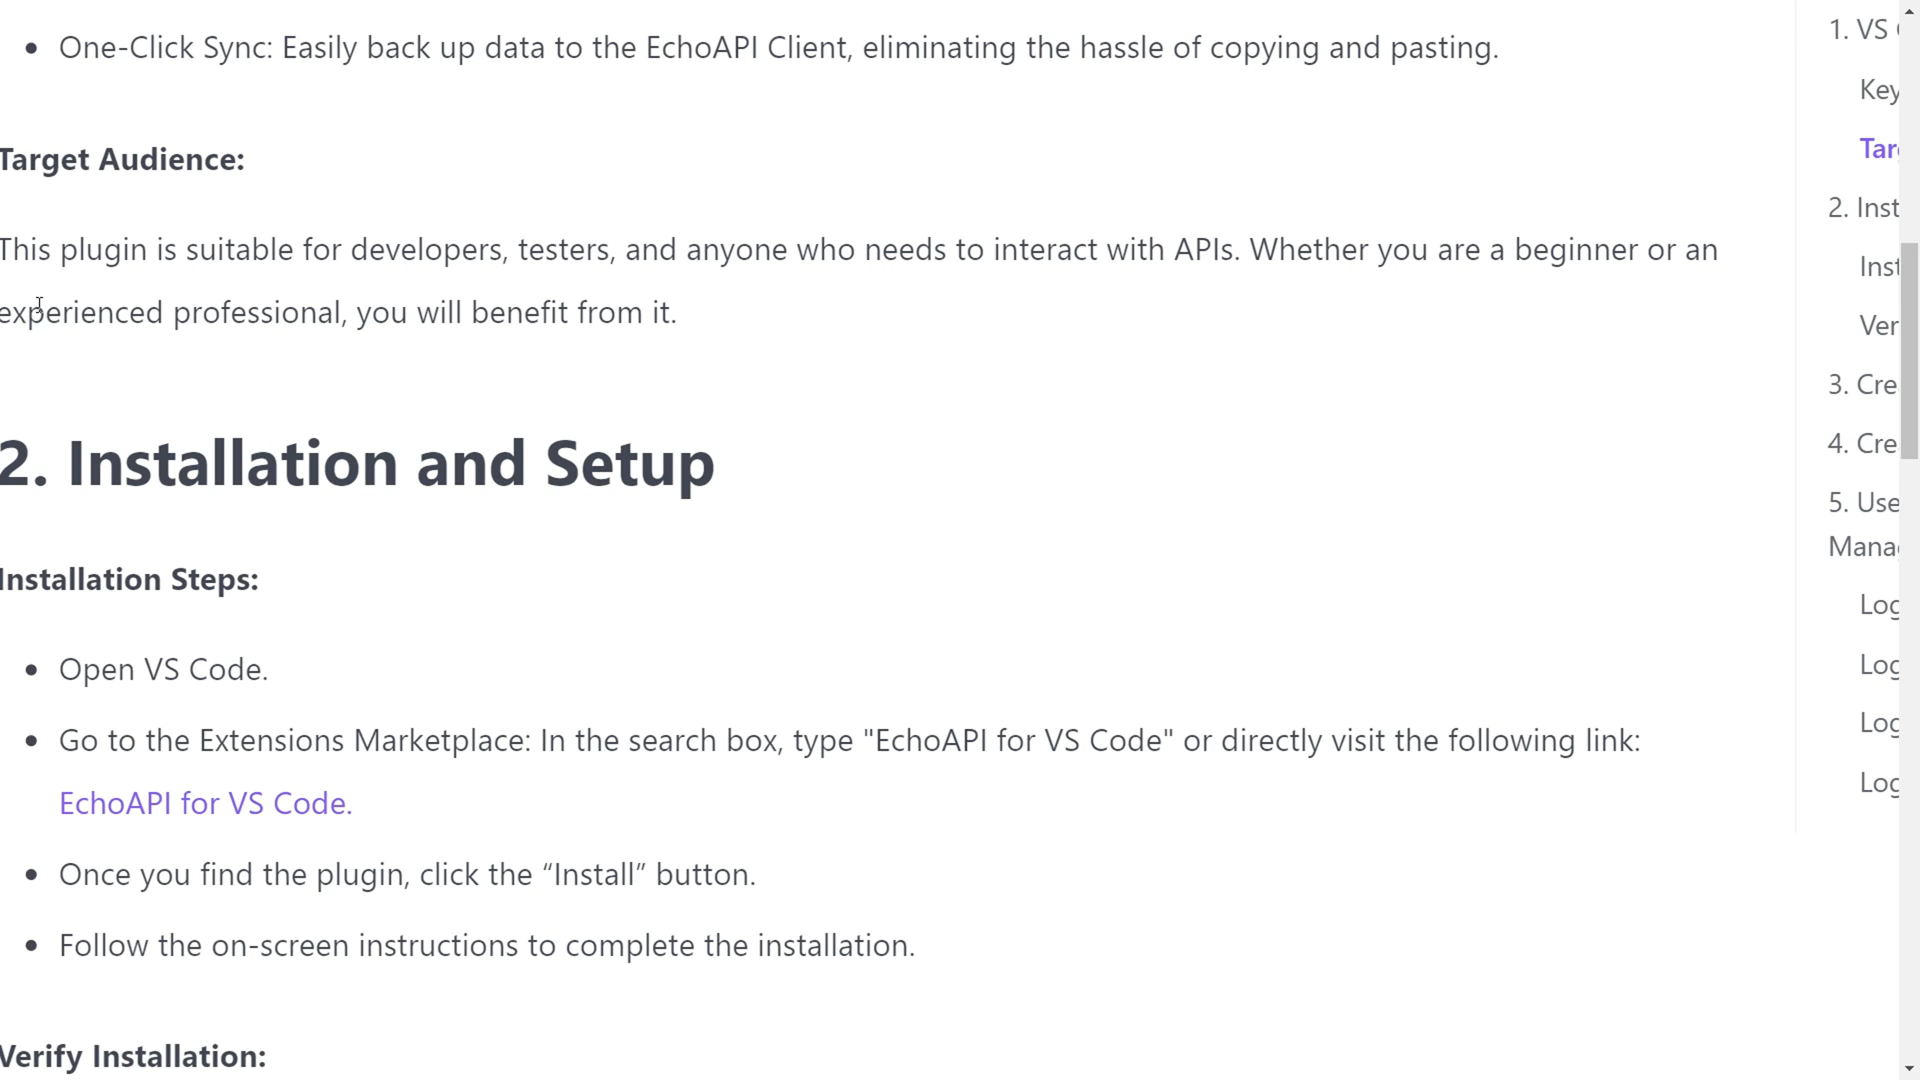 One-Click Sync: Easily back up data to the EchoAPI Client, eliminating the hassle of copying and pasting.
Target Audience:
This plugin is suitable for developers, testers, and anyone who needs to interact with APIs. Whether you are a beginner or an
experienced professional, you will benefit from it.
2. Installation and Setup
Installation Steps:
Open VS Code.
Go to the Extensions Marketplace: In the search box, type "EchoAPI for VS Code" or directly visit the following link:
EchoAPI for VS Code.
Once you find the plugin, click the “Install” button.
Follow the on-screen instructions to complete the installation.
Verify Installation:
1. VS
Key
Tar
2. Inst
Inst
Ver
3. Cre
4. Cre
5. Use
Mana
Log
Log
Log
Log